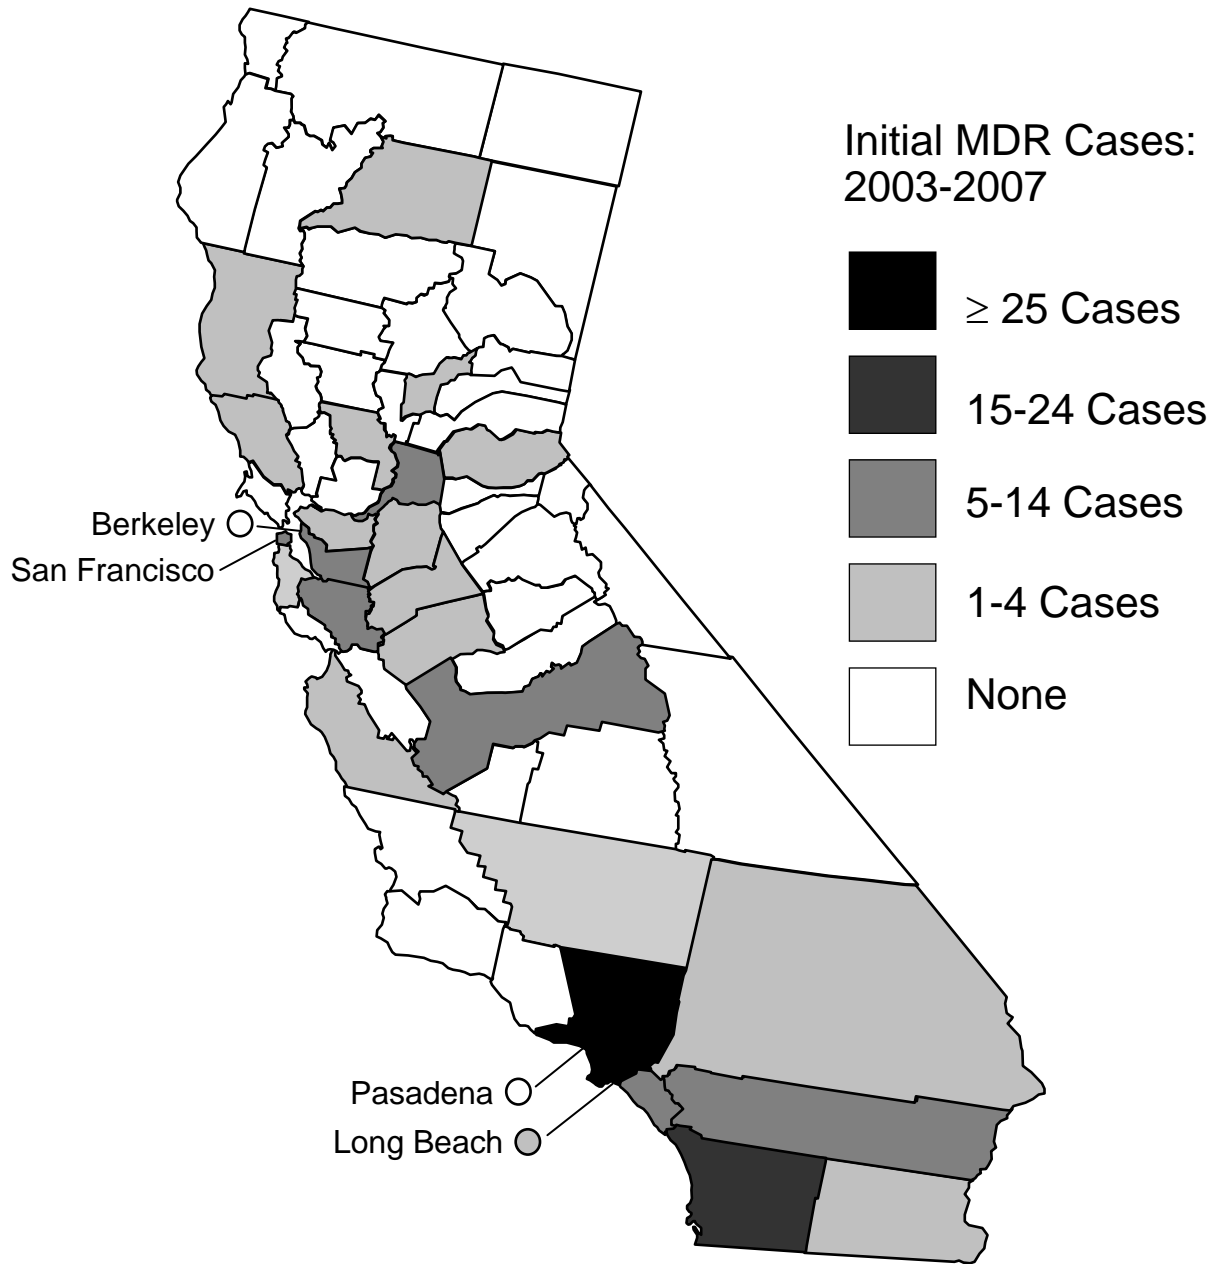 Initial MDR Cases:
2003-2007
≥ 25 Cases
15-24 Cases
5-14 Cases
1-4 Cases
None
Berkeley
San Francisco
Pasadena
Long Beach